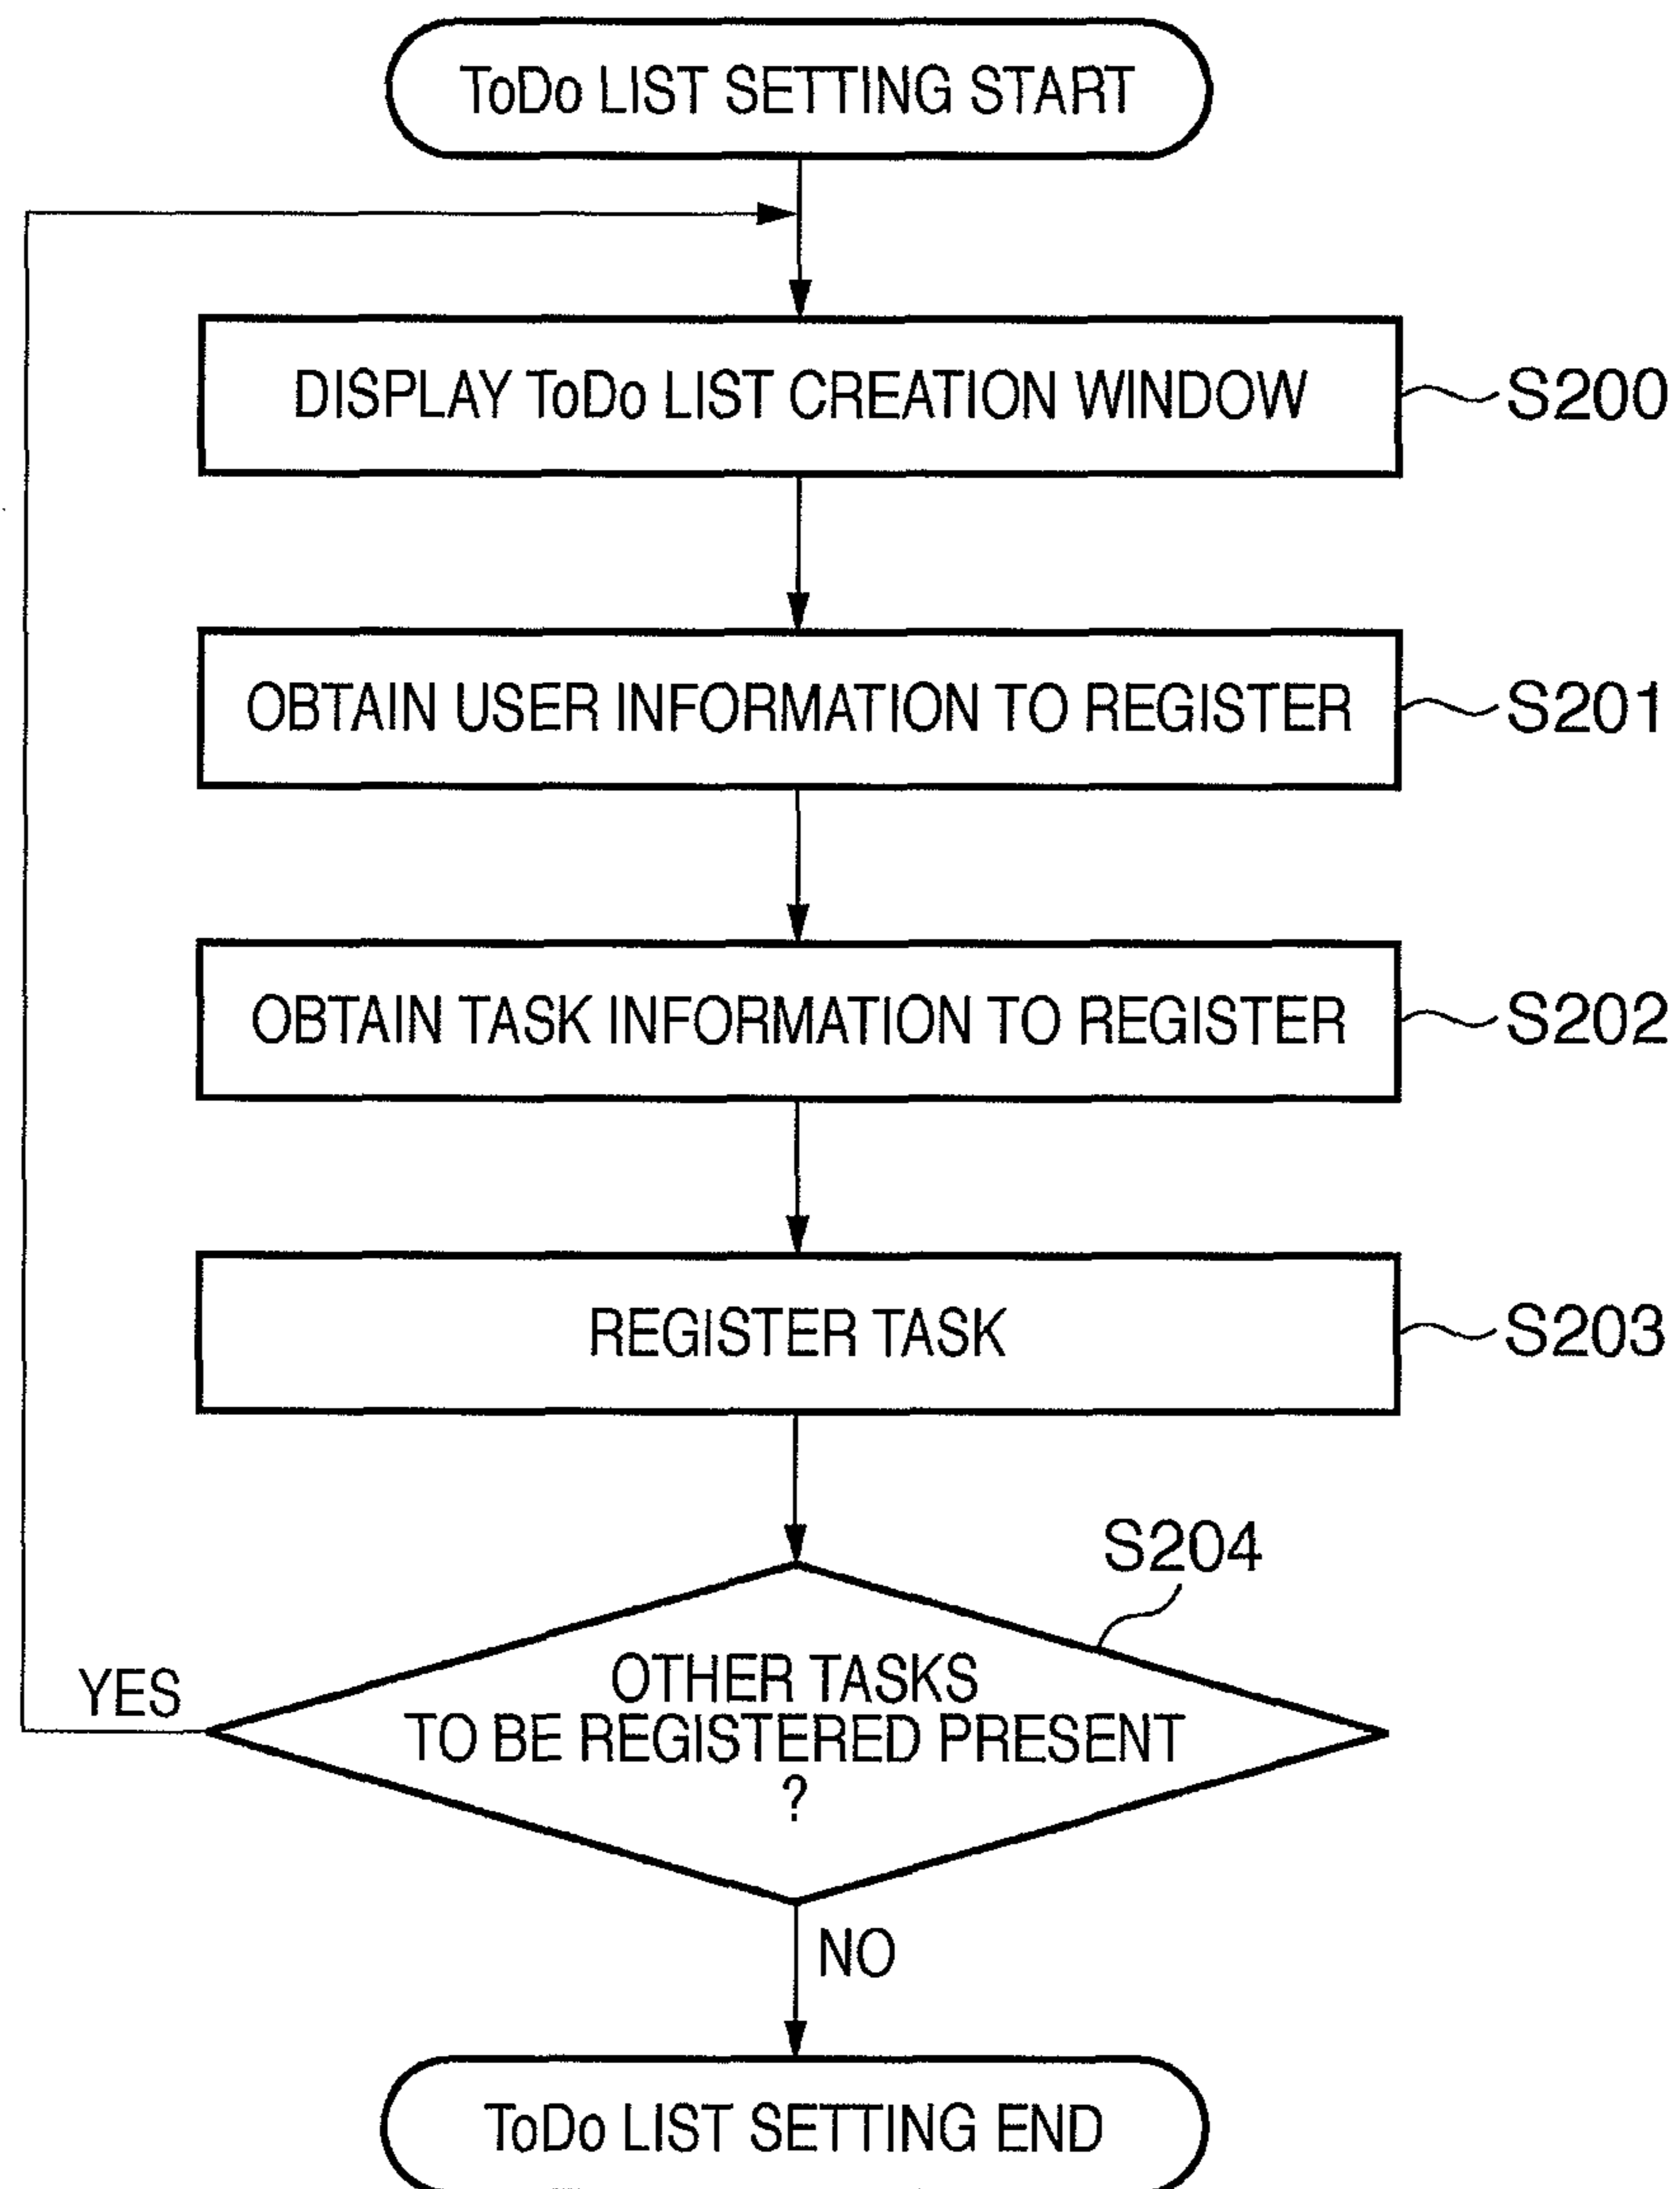 ToDo LIST SETTING START
DISPLAY ToDo LIST CREATION WINDOW
S200
OBTAIN USER INFORMATION TO REGISTER
S201
OBTAIN TASK INFORMATION TO REGISTER
S202
REGISTER TASK
S203
S204
OTHER TASKS
TO BE REGISTERED PRESENT
?
YES
NO
ToDo LIST SETTING END